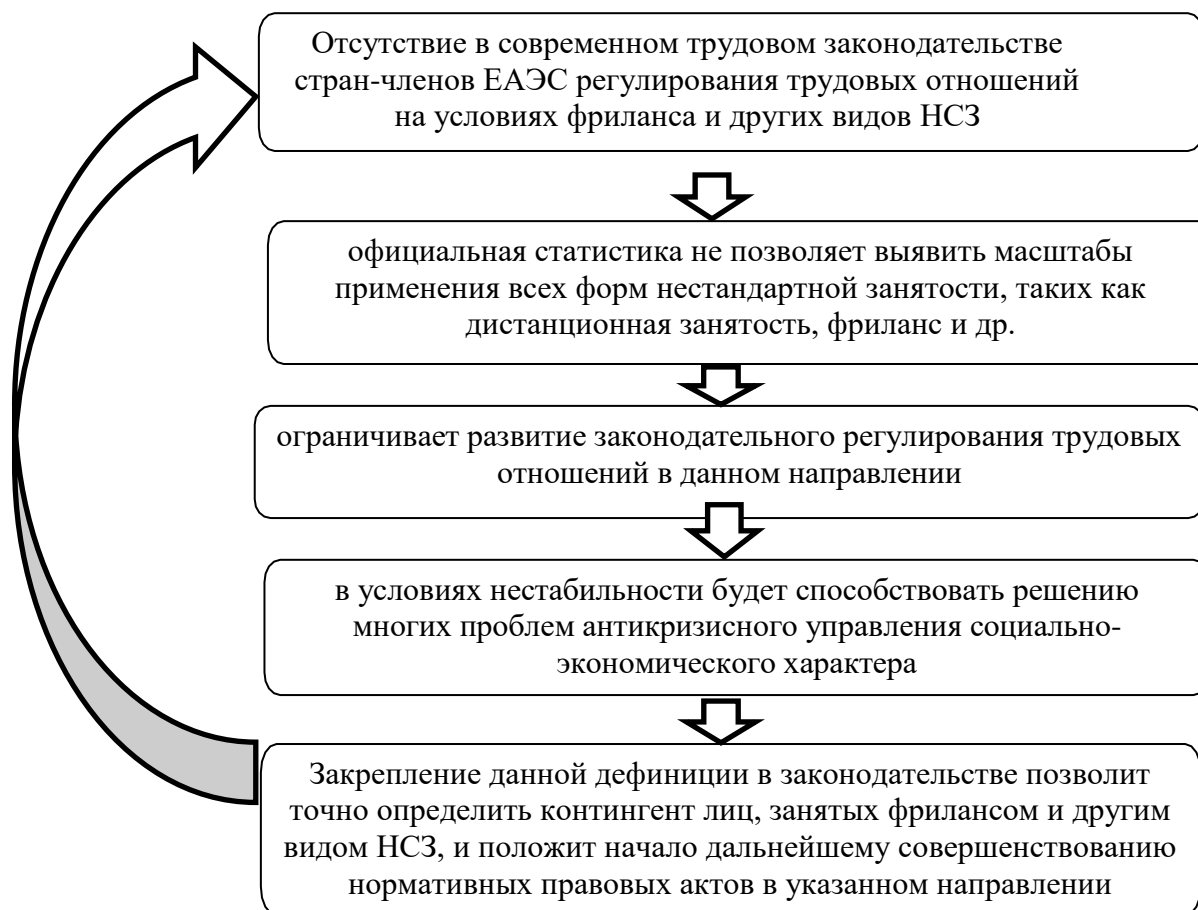 Отсутствие в современном трудовом законодательстве
стран-членов ЕАЭС регулирования трудовых отношений
на условиях фриланса и других видов НСЗ
официальная статистика не позволяет выявить масштабы
применения всех форм нестандартной занятости, таких как
дистанционная занятость, фриланс и др.
ограничивает развитие законодательного регулирования трудовых
отношений в данном направлении
в условиях нестабильности будет способствовать решению
многих проблем антикризисного управления социально-
экономического характера
Закрепление данной дефиниции в законодательстве позволит
точно определить контингент лиц, занятых фрилансом и другим
видом НСЗ, и положит начало дальнейшему совершенствованию
нормативных правовых актов в указанном направлении